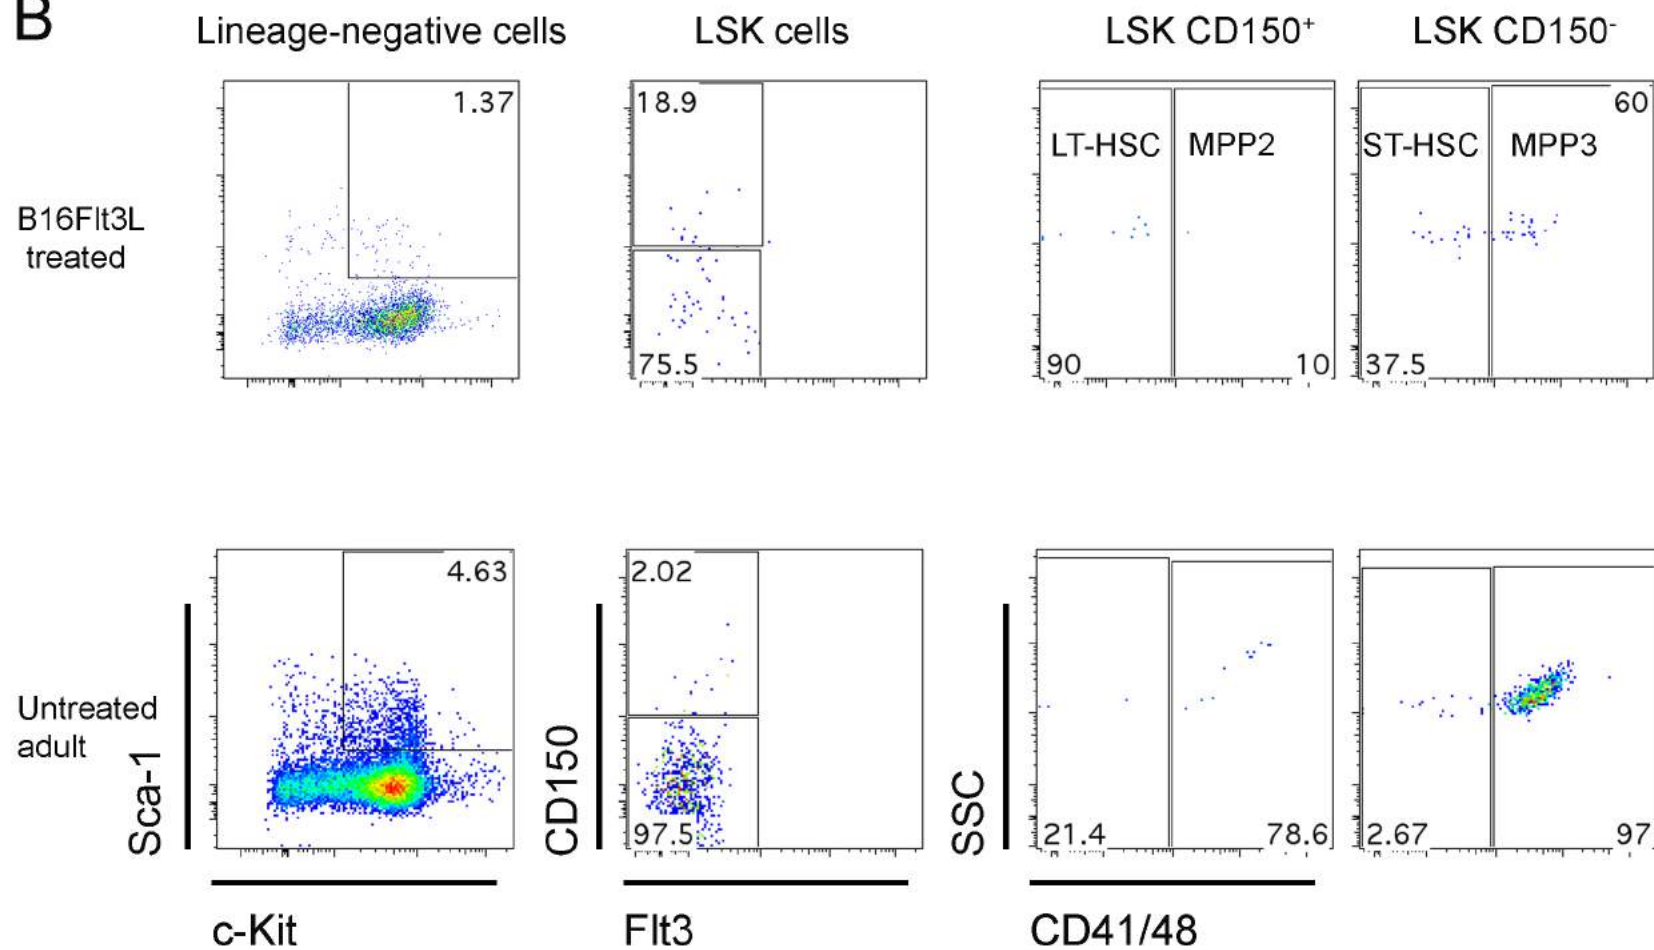 B
Lineage-negative cells
LSK cells
LSK CD150+
LSK CD150-
B16Flt3L
treated
1.37
18.9
75.5
LT-HSC
MPP2
90
10
ST-HSC
MPP3
60
37.5
Untreated
adult
4.63
2.02
97.5
21.4
78.6
2.67
97
Sca-1
CD150
SSC
c-Kit
Flt3
CD41/48